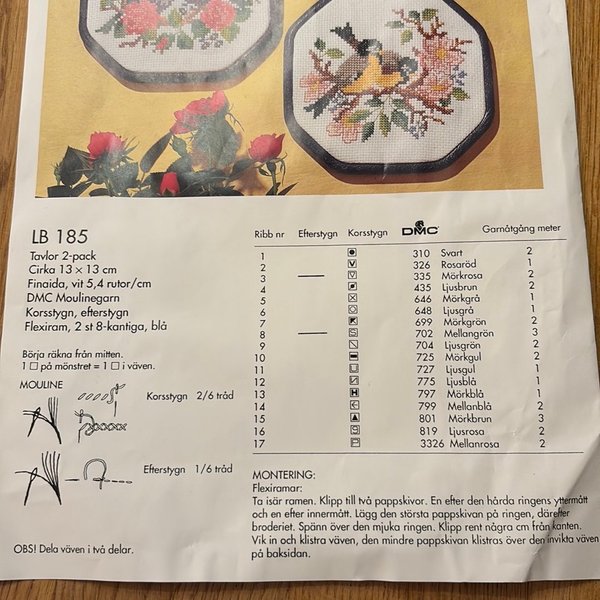 LB 185
Tavlor 2-pack
Cirka 13 × 13 cm
Finaida, vit 5,4 rutor/cm
DMC Moulinegarn
Korsstygn, efterstygn
Flexiram, 2 st 8-kantiga, blå
Börja räkna från mitten.
1 □ på mönstret = 1 □ i väven.
MOULINE
Korsstygn 2/6 tråd
Efterstygn 1/6 tråd
OBS! Dela väven i två delar.
Ribb nr Efterstygn Korsstygn DMC Garnåtgång meter
1 310 Svart 2
2 326 Rosaröd 1
3 335 Mörkrosa 2
4 435 Ljusbrun 2
5 646 Mörkgrå 1
6 648 Ljusgrå 1
7 699 Mörkgrön 2
8 702 Mellangrön 3
9 704 Ljusgrön 2
10 725 Mörkgul 2
11 727 Ljusgul 1
12 775 Ljusblå 1
13 797 Mörkblå 1
14 799 Mellanblå 2
15 801 Mörkbrun 3
16 819 Ljusrosa 2
17 3326 Mellanrosa 2
MONTERING:
Flexiramar:
Ta isär ramen. Klipp till två pappskivor. En efter den hårda ringens yttermått
och en efter innermått. Lägg den största pappskivan på ringen, därefter
broderiet. Spänn över den mjuka ringen. Klipp rent några cm från kanten.
Vik in och klistra väven, den mindre pappskivan klistras över den invikta väven
på baksidan.